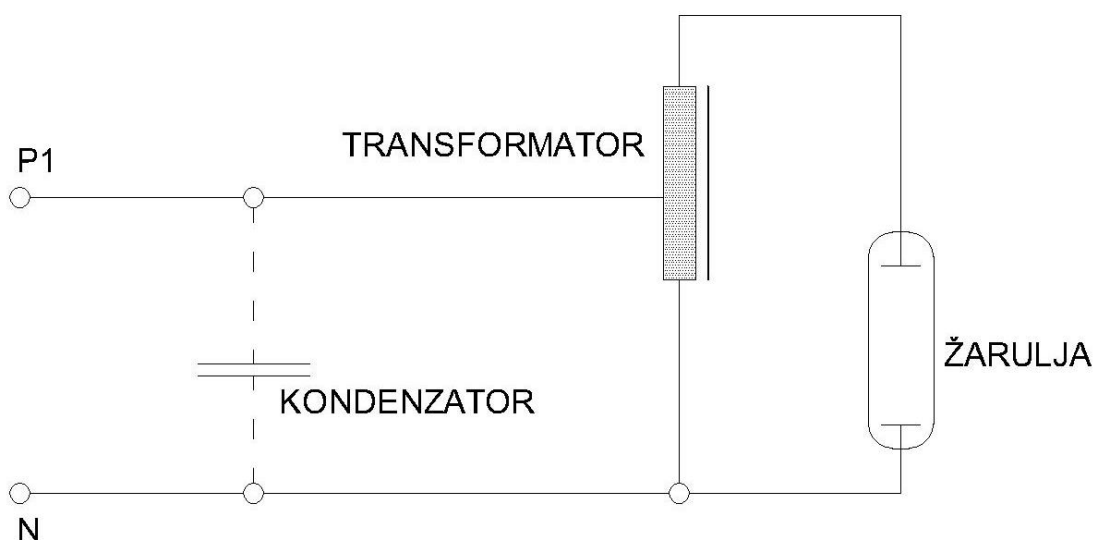 TRANSFORMATOR
P1
ŽARULJA
KONDENZATOR
N